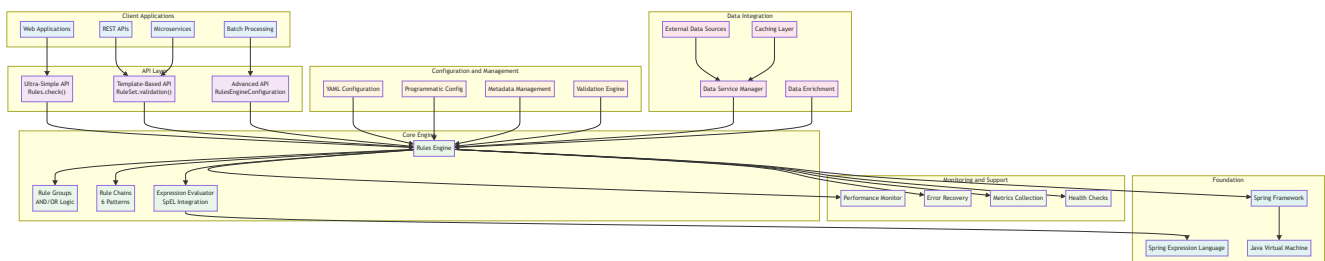 Client Applications
Web Applications
REST APIs
Microservices
Batch Processing
Data Integration
External Data Sources
Caching Layer
Data Service Manager
Data Enrichment
API Layer
Ultra-Simple API
Rules.check()
Template-Based API
RuleSet.validation()
Advanced API
RulesEngineConfiguration
Configuration and Management
YAML Configuration
Programmatic Config
Metadata Management
Validation Engine
Core Engine
Rules Engine
Rule Groups
AND/OR Logic
Rule Chains
6 Patterns
Expression Evaluator
SpEL Integration
Monitoring and Support
Performance Monitor
Error Recovery
Metrics Collection
Health Checks
Foundation
Spring Framework
Spring Expression Language
Java Virtual Machine